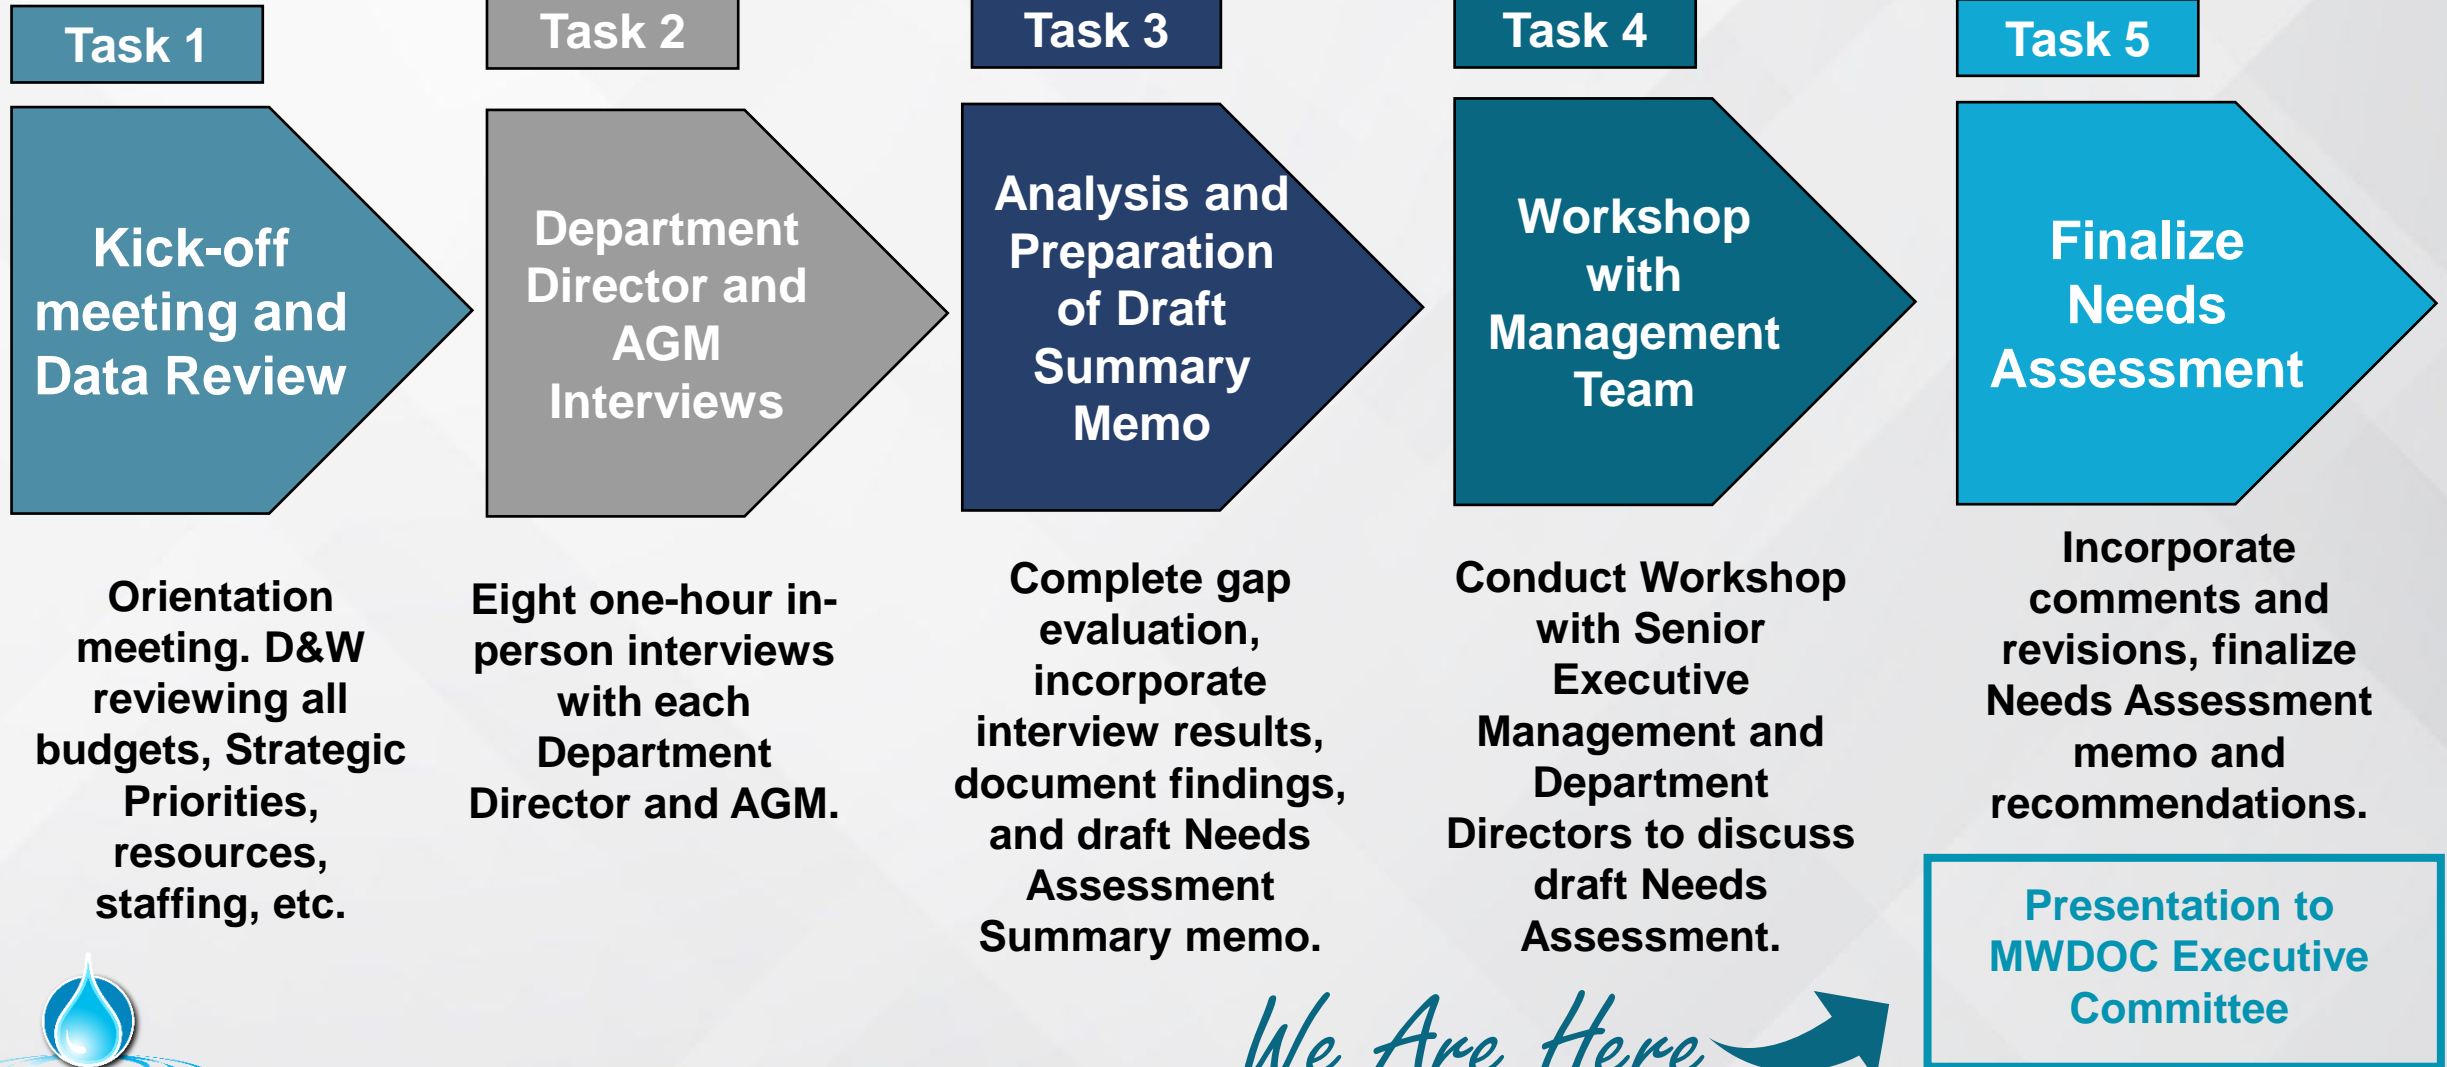 Task 1
Kick-off
meeting and
Data Review
Orientation
meeting. D&W
reviewing all
budgets, Strategic
Priorities,
resources,
staffing, etc.
Task 2
Department
Director and
AGM
Interviews
Eight one-hour in-
person interviews
with each
Department
Director and AGM.
Task 3
Analysis and
Preparation
of Draft
Summary
Memo
Complete gap
evaluation,
incorporate
interview results,
document findings,
and draft Needs
Assessment
Summary memo.
Task 4
Workshop
with
Management
Team
Conduct Workshop
with Senior
Executive
Management and
Department
Directors to discuss
draft Needs
Assessment.
Task 5
Finalize
Needs
Assessment
Incorporate
comments and
revisions, finalize
Needs Assessment
memo and
recommendations.
Presentation to
MWDOC Executive
Committee
We Are Here